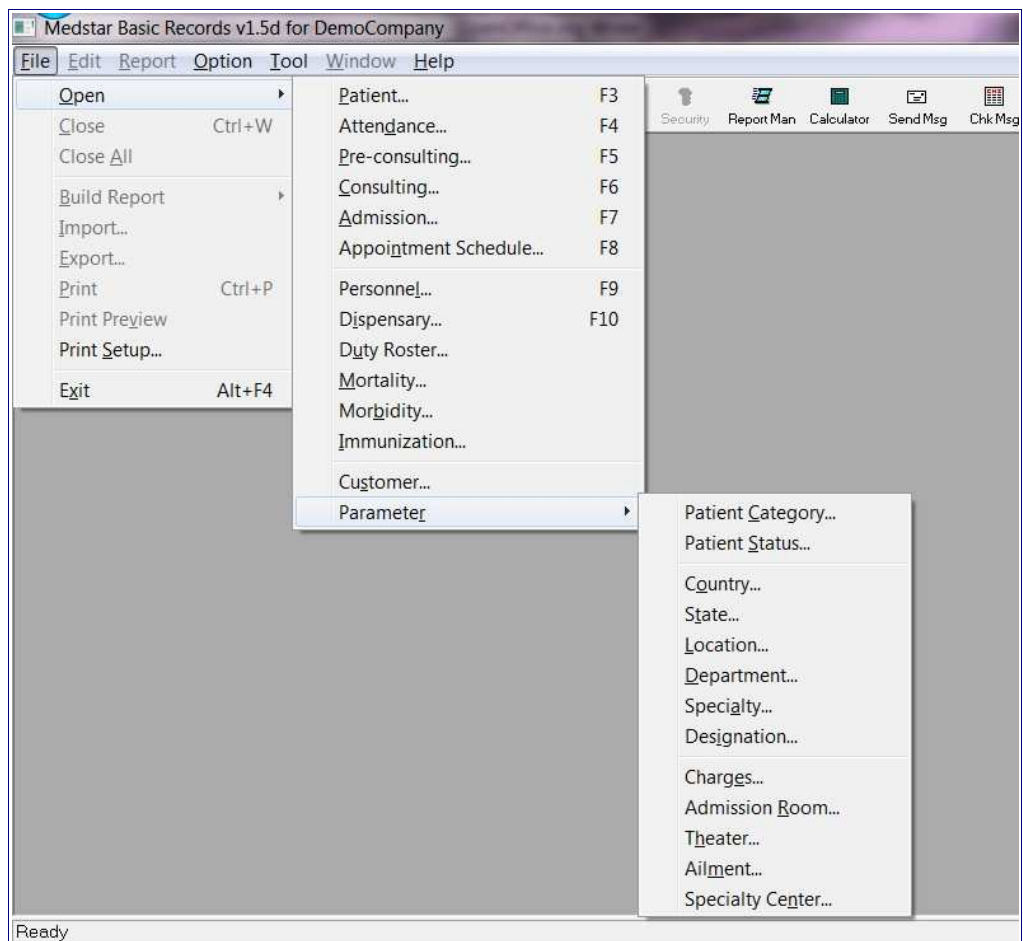 Medstar Basic Records v1.5d for DemoCompany
File Edit Report Option Tool Window Help
Security Report Man Calculator Send Msg Chk Msg
Open
Close Ctrl+W
Close All
Build Report
Import...
Export...
Print Ctrl+P
Print Preview
Print Setup...
Exit Alt+F4
Patient... F3
Attendance... F4
Pre-consulting... F5
Consulting... F6
Admission... F7
Appointment Schedule... F8
Personnel... F9
Dispensary... F10
Duty Roster...
Mortality...
Morbidity...
Immunization...
Customer...
Parameter
Patient Category...
Patient Status...
Country...
State...
Location...
Department...
Specialty...
Designation...
Charges...
Admission Room...
Theater...
Ailment...
Specialty Center...
Ready